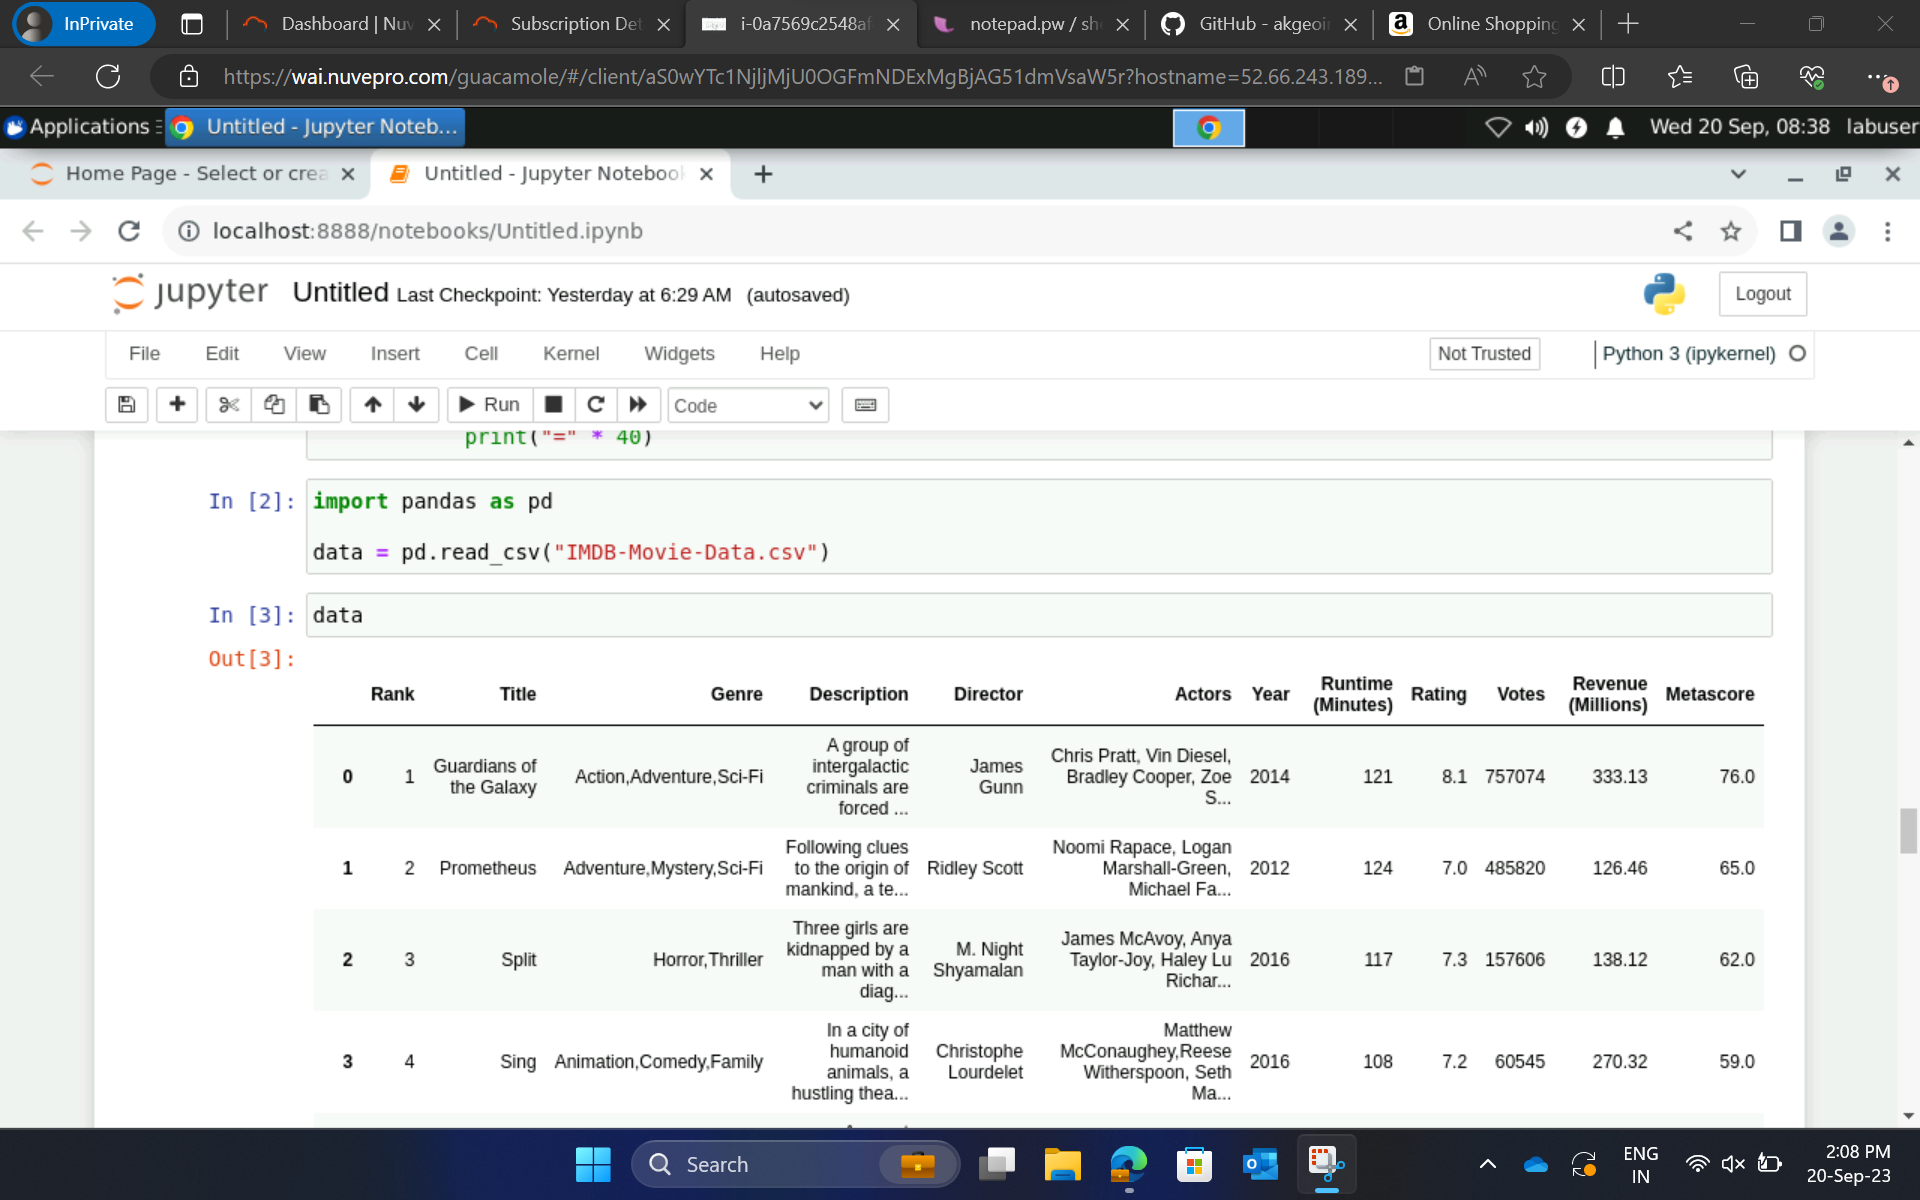 InPrivate
Dashboard | Nuv
Subscription Det
i-0a7569c2548af
notepad.pw / sh
GitHub - akgeoi
Online Shopping
https://wai.nuvepro.com/guacamole/#/client/aS0wYTc1NjljMjU0OGFmNDExMgBjAG51dmVsaW5r?hostname=52.66.243.189...
Applications
Untitled - Jupyter Noteb...
Wed 20 Sep, 08:38 labuser
Home Page - Select or crea
Untitled - Jupyter Notebook
localhost:8888/notebooks/Untitled.ipynb
jupyter Untitled Last Checkpoint: Yesterday at 6:29 AM (autosaved)
Logout
File Edit View Insert Cell Kernel Widgets Help
Not Trusted
Python 3 (ipykernel)
Run
Code
print("=" * 40)
In [2]: import pandas as pd
data = pd.read_csv("IMDB-Movie-Data.csv")
In [3]: data
Out[3]:
Rank Title Genre Description Director Actors Year Runtime (Minutes) Rating Votes Revenue (Millions) Metascore
0 1 Guardians of the Galaxy Action,Adventure,Sci-Fi A group of intergalactic criminals are forced ... James Gunn Chris Pratt, Vin Diesel, Bradley Cooper, Zoe S... 2014 121 8.1 757074 333.13 76.0
1 2 Prometheus Adventure,Mystery,Sci-Fi Following clues to the origin of mankind, a te... Ridley Scott Noomi Rapace, Logan Marshall-Green, Michael Fa... 2012 124 7.0 485820 126.46 65.0
2 3 Split Horror,Thriller Three girls are kidnapped by a man with a diag... M. Night Shyamalan James McAvoy, Anya Taylor-Joy, Haley Lu Richar... 2016 117 7.3 157606 138.12 62.0
3 4 Sing Animation,Comedy,Family In a city of humanoid animals, a hustling thea... Christophe Lourdelet Matthew McConaughey,Reese Witherspoon, Seth Ma... 2016 108 7.2 60545 270.32 59.0
Search
ENG
IN
2:08 PM
20-Sep-23